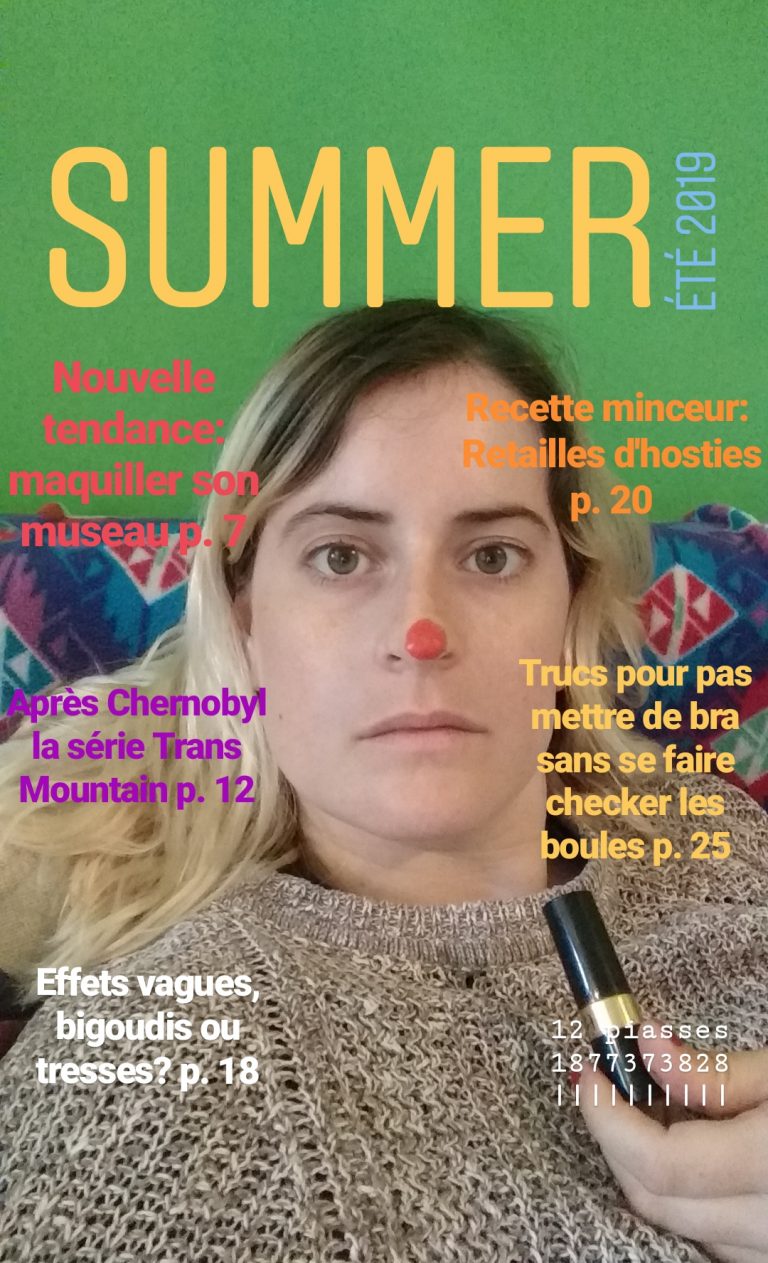 SUMMER
ÉTÉ 2019
Nouvelle
tendance:
maquiller son
museau p. 7
Recette minceur:
Retailles d'hosties
p. 20
Après Chernobyl
la série Trans
Mountain p. 12
Trucs pour pas
mettre de bra
sans se faire
checker les
boules p. 25
Effets vagues,
bigoudis ou
tresses? p. 18
12 piasses
1877373828
||||||||||